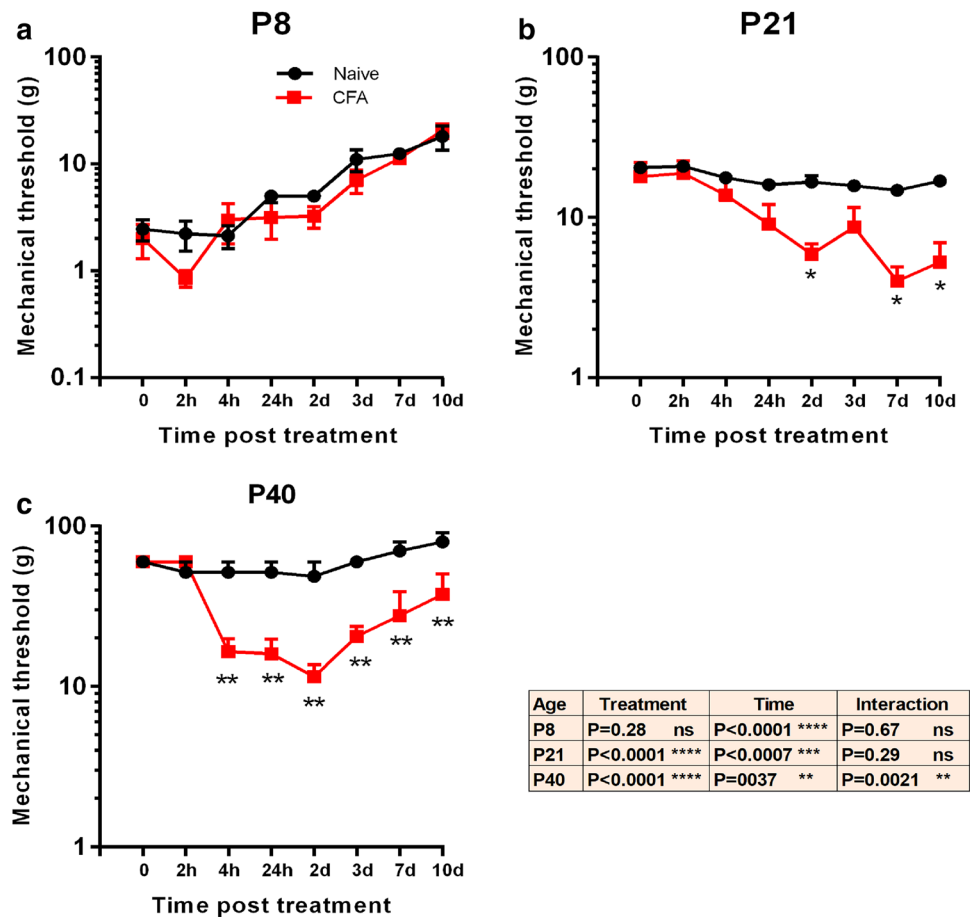 a
P8
100
10
1
0.1
Mechanical threshold (g)
Naive
CFA
0 2h 4h 24h 2d 3d 7d 10d
Time post treatment
b
P21
100
10
1
Mechanical threshold (g)
* * *
0 2h 4h 24h 2d 3d 7d 10d
Time post treatment
c
P40
100
10
1
Mechanical threshold (g)
** ** ** ** ** **
0 2h 4h 24h 2d 3d 7d 10d
Time post treatment
Age Treatment Time Interaction
P8 P=0.28 ns P<0.0001 **** P=0.67 ns
P21 P<0.0001 **** P<0.0007 *** P=0.29 ns
P40 P<0.0001 **** P=0037 ** P=0.0021 **